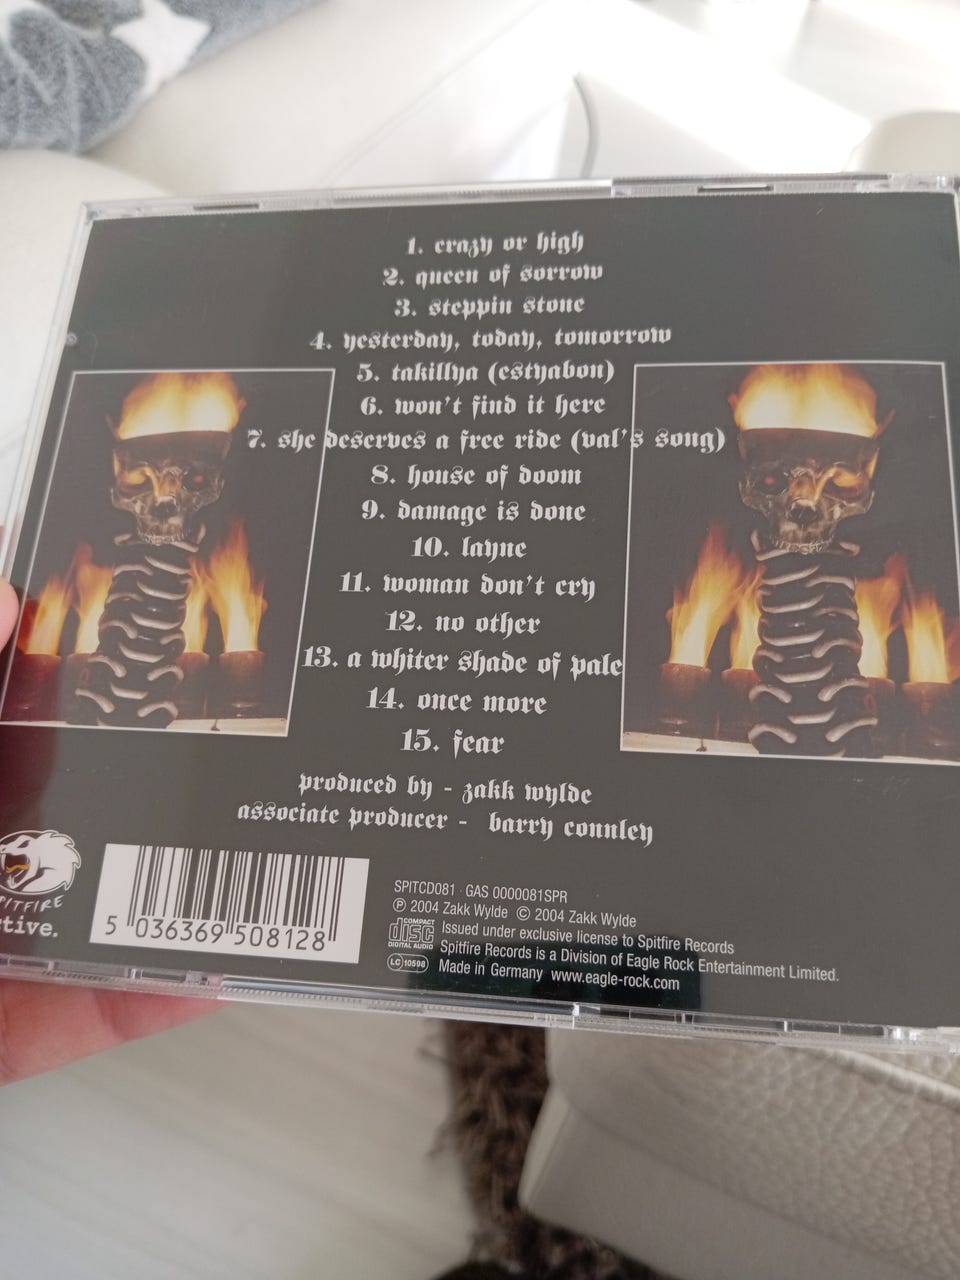 1. crazy or high
2. queen of sorrow
3. steppin stone
4. yesterday, today, tomorrow
5. takillya (estyabon)
6. won't find it here
7. she deserves a free ride (val's song)
8. house of doom
9. damage is done
10. layne
11. woman don't cry
12. no other
13. a whiter shade of pale
14. once more
15. fear
produced by - zakk wylde
associate producer - barry connley
PITFIRE
tive.
5 036369 508128
SPITCD081 · GAS 0000081SPR
℗ 2004 Zakk Wylde © 2004 Zakk Wylde
Issued under exclusive license to Spitfire Records
Spitfire Records is a Division of Eagle Rock Entertainment Limited.
Made in Germany www.eagle-rock.com
COMPACT
disc
DIGITAL AUDIO
LC 10598